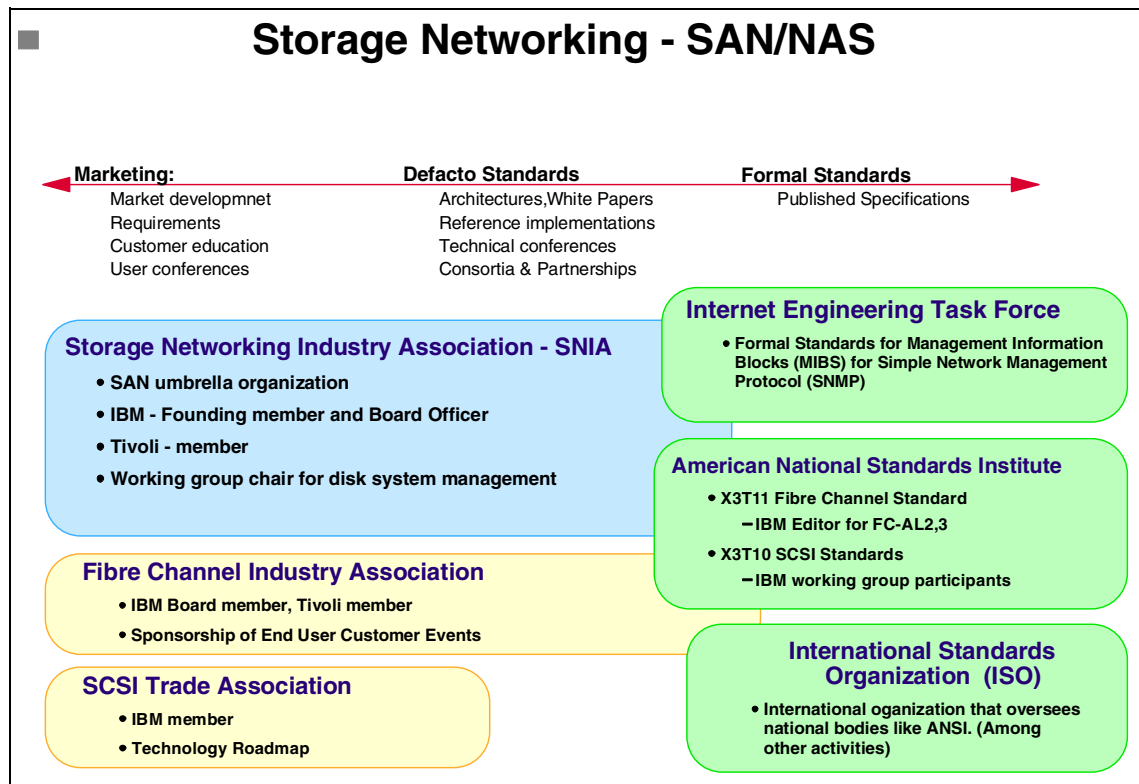 Storage Networking - SAN/NAS
Marketing:
Market developmnet
Requirements
Customer education
User conferences
Defacto Standards
Architectures,White Papers
Reference implementations
Technical conferences
Consortia & Partnerships
Formal Standards
Published Specifications
Storage Networking Industry Association - SNIA
• SAN umbrella organization
• IBM - Founding member and Board Officer
• Tivoli - member
• Working group chair for disk system management
Internet Engineering Task Force
• Formal Standards for Management Information
Blocks (MIBS) for Simple Network Management
Protocol (SNMP)
American National Standards Institute
• X3T11 Fibre Channel Standard
– IBM Editor for FC-AL2,3
• X3T10 SCSI Standards
– IBM working group participants
Fibre Channel Industry Association
• IBM Board member, Tivoli member
• Sponsorship of End User Customer Events
SCSI Trade Association
• IBM member
• Technology Roadmap
International Standards
Organization (ISO)
• International oganization that oversees
national bodies like ANSI. (Among
other activities)